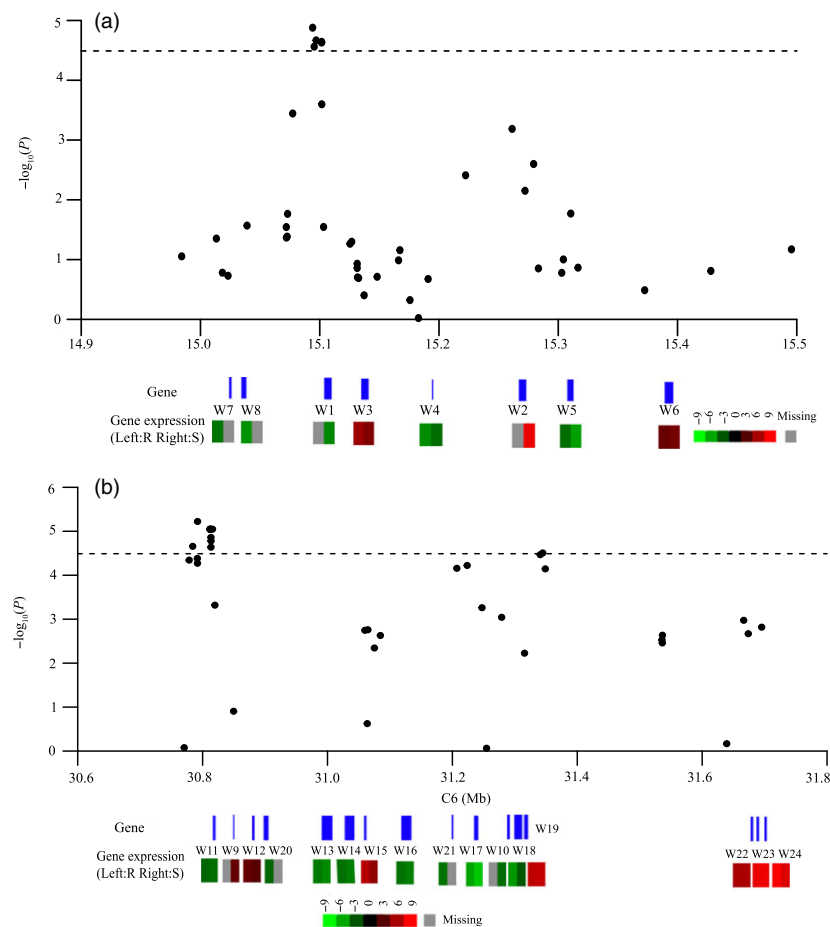 (a)
5
4
3
2
1
0
−log10(P)
14.9 15.0 15.1 15.2 15.3 15.4 15.5
Gene
W7 W8 W1 W3 W4 W2 W5 W6
Gene expression
(Left:R Right:S)
−9 −6 −3 0 3 6 9 Missing
(b)
6
5
4
3
2
1
0
−log10(P)
30.6 30.8 31.0 31.2 31.4 31.6 31.8
C6 (Mb)
Gene
W19
W11 W9 W12 W20 W13 W14 W15 W16 W21 W17 W10 W18 W22 W23 W24
Gene expression
(Left:R Right:S)
−9 −6 −3 0 3 6 9 Missing